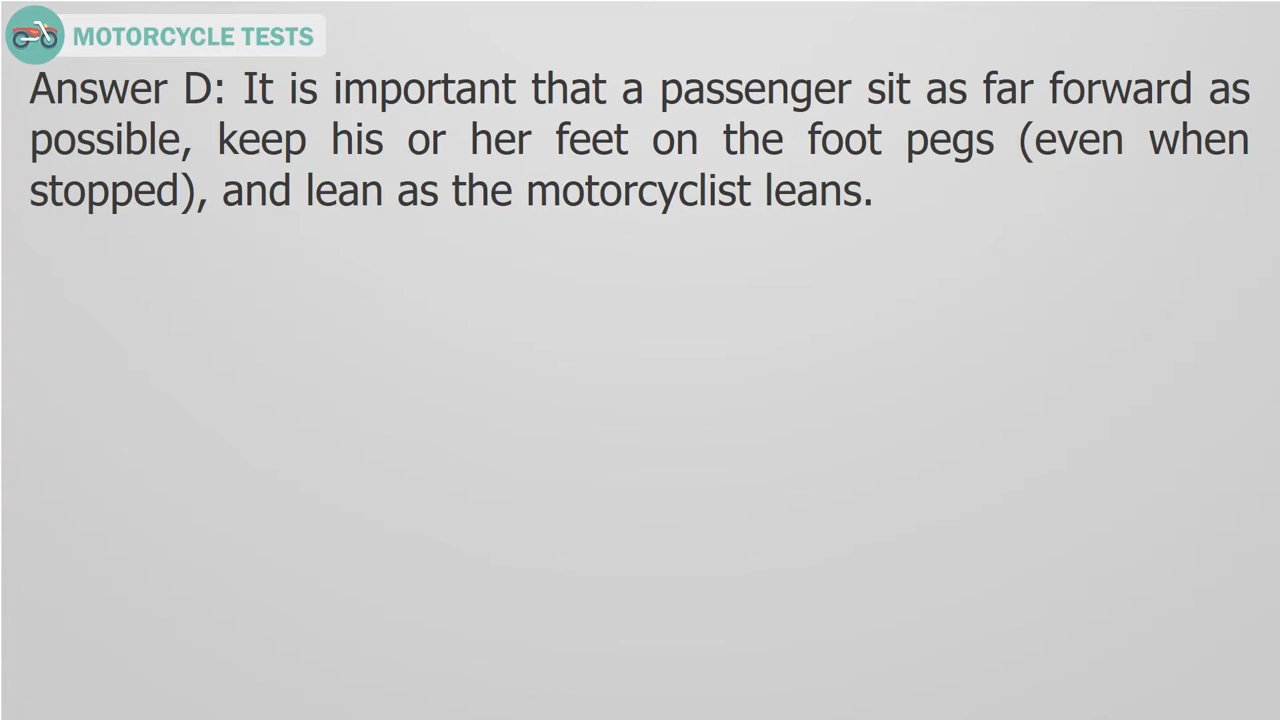 MOTORCYCLE TESTS
Answer D: It is important that a passenger sit as far forward as
possible, keep his or her feet on the foot pegs (even when
stopped), and lean as the motorcyclist leans.